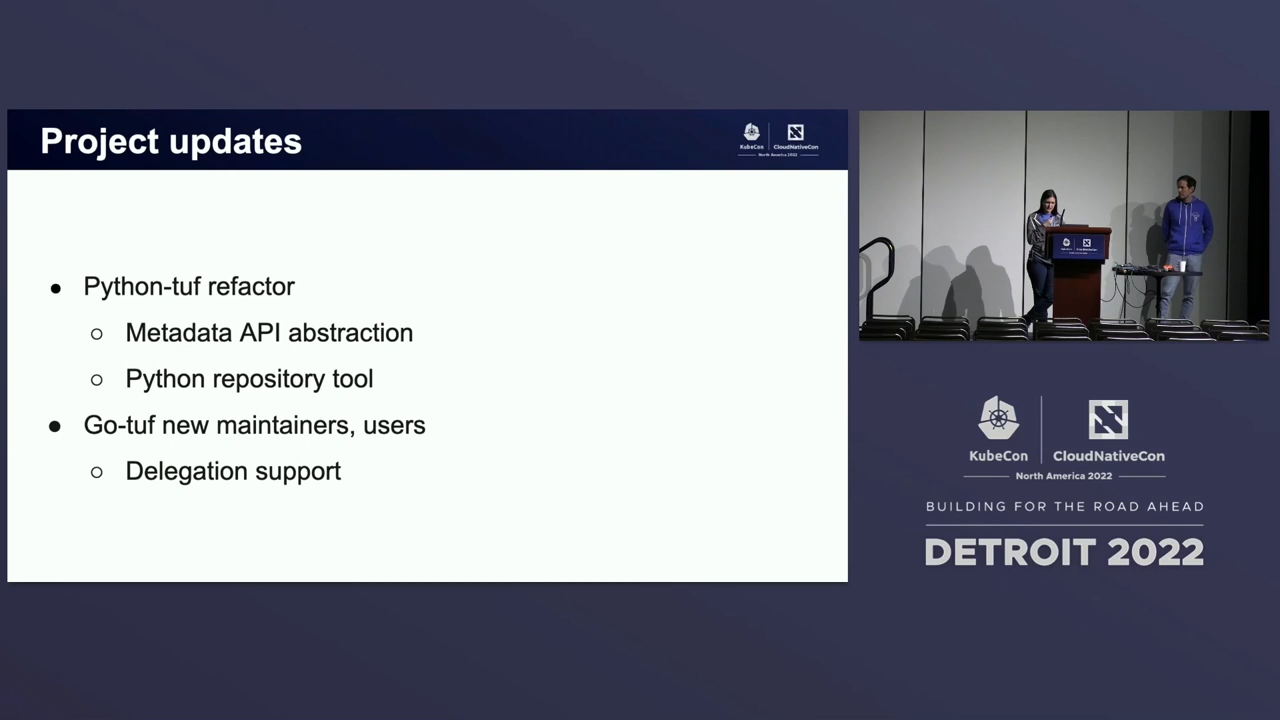 Project updates
KubeCon
CloudNativeCon
North America 2022
● Python-tuf refactor
○ Metadata API abstraction
○ Python repository tool
● Go-tuf new maintainers, users
○ Delegation support
KubeCon
CloudNativeCon
North America 2022
BUILDING FOR THE ROAD AHEAD
DETROIT 2022